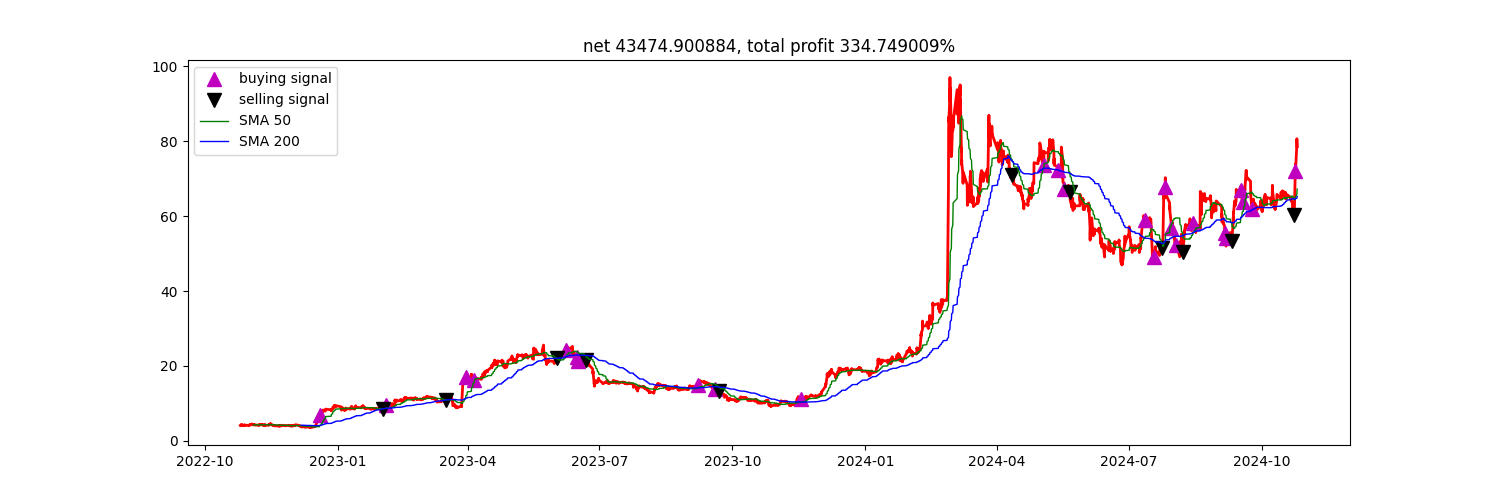 net 43474.900884, total profit 334.749009%
100
80
60
40
20
0
buying signal
selling signal
SMA 50
SMA 200
2022-10 2023-01 2023-04 2023-07 2023-10 2024-01 2024-04 2024-07 2024-10